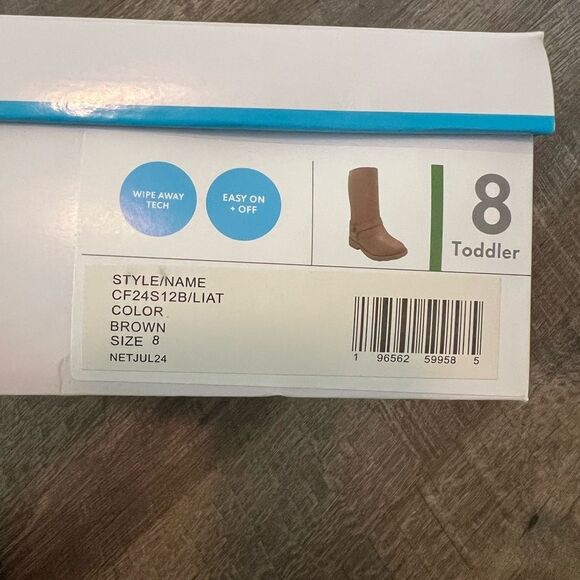 WIPE AWAY
TECH
EASY ON
+ OFF
8
Toddler
STYLE/NAME
CF24S12B/LIAT
COLOR
BROWN
SIZE 8
NETJUL24
1 96562 59958 5